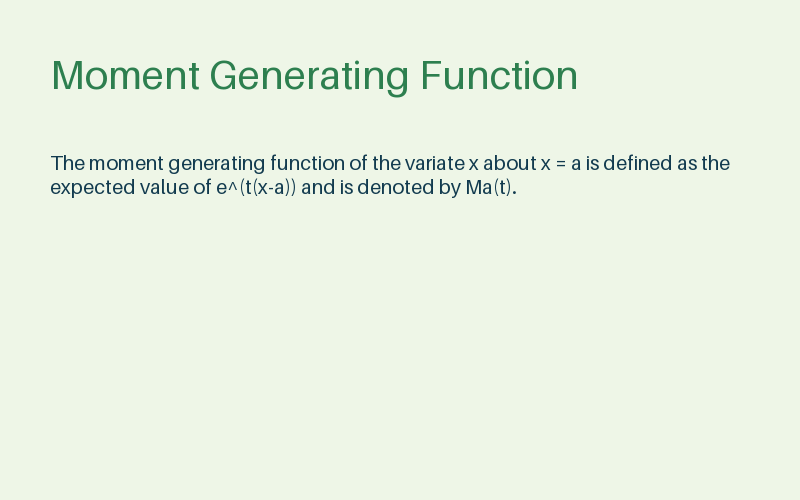 Moment Generating Function
The moment generating function of the variate x about x = a is defined as the
expected value of e^(t(x-a)) and is denoted by Ma(t).